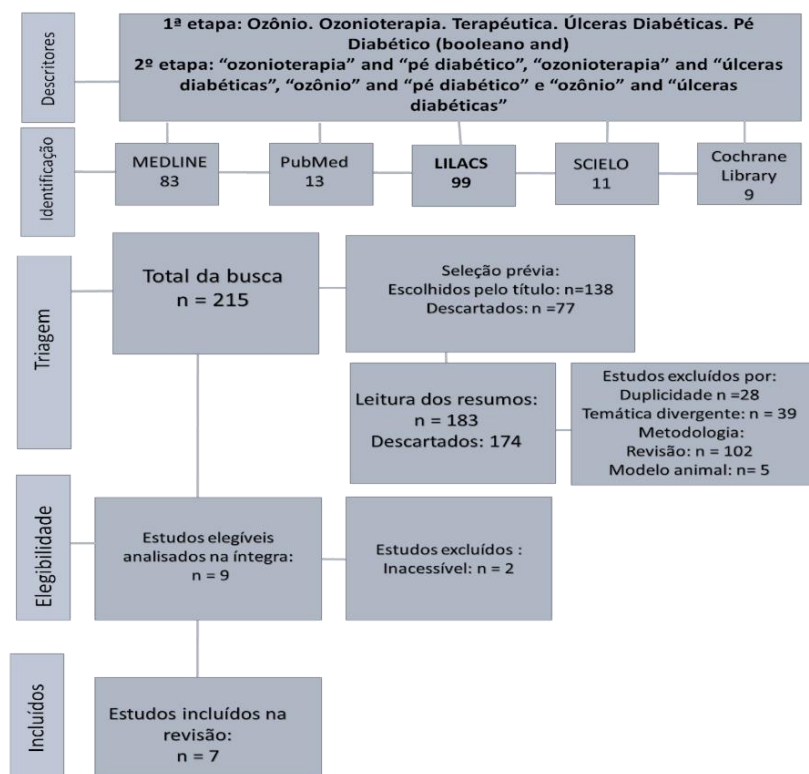 Descritores
1ª etapa: Ozônio. Ozonioterapia. Terapéutica. Úlceras Diabéticas. Pé
Diabético (booleano and)
2º etapa: “ozonioterapia” and “pé diabético”, “ozonioterapia” and “úlceras
diabéticas”, “ozônio” and “pé diabético” e “ozônio” and “úlceras
diabéticas”
Identificação
MEDLINE
83
PubMed
13
LILACS
99
SCIELO
11
Cochrane
Library
9
Triagem
Total da busca
n = 215
Seleção prévia:
Escolhidos pelo título: n=138
Descartados: n =77
Leitura dos resumos:
n = 183
Descartados: 174
Estudos excluídos por:
Duplicidade n =28
Temática divergente: n = 39
Metodologia:
Revisão: n = 102
Modelo animal: n= 5
Elegibilidade
Estudos elegíveis
analisados na íntegra:
n = 9
Estudos excluídos :
Inacessível: n = 2
Incluídos
Estudos incluídos na
revisão:
n = 7